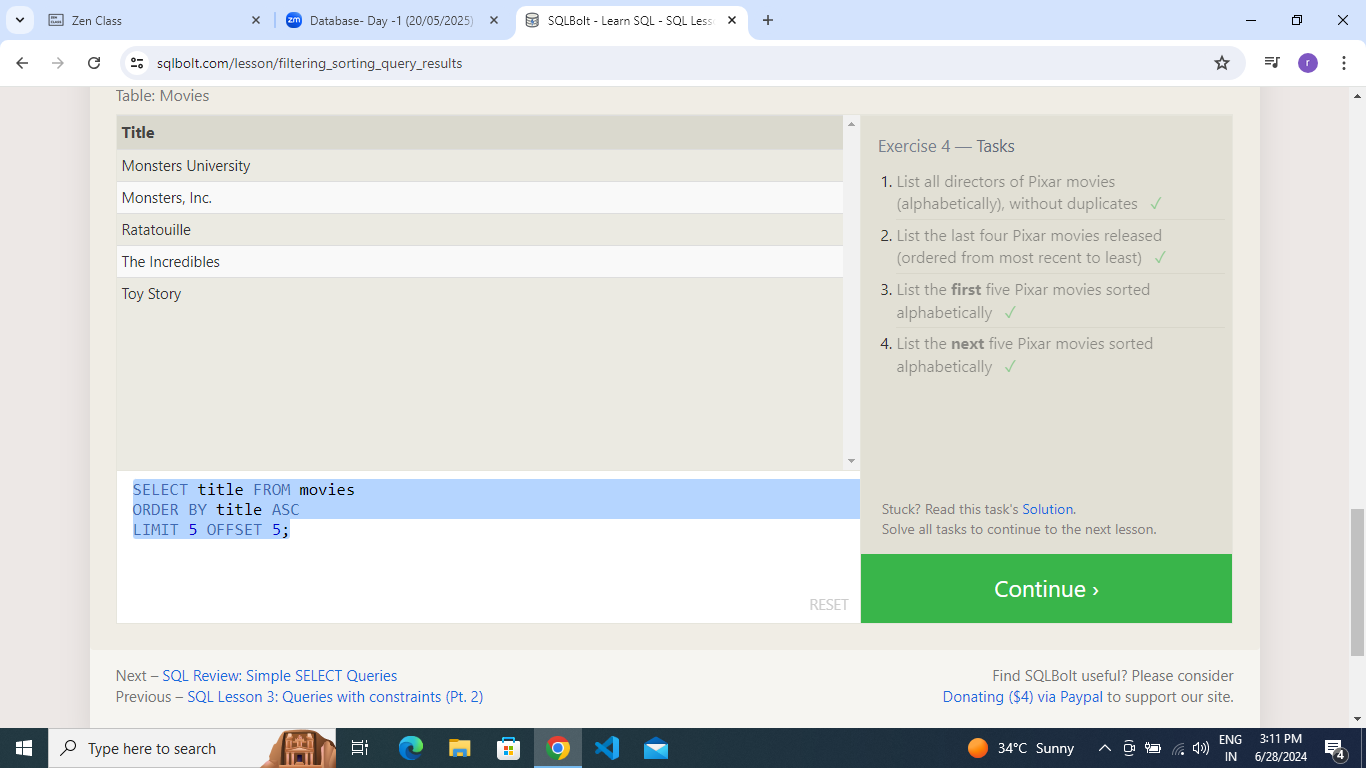 Zen Class
Database- Day -1 (20/05/2025)
SQLBolt - Learn SQL - SQL Less
sqlbolt.com/lesson/filtering_sorting_query_results
r
Table: Movies
Title
Monsters University
Monsters, Inc.
Ratatouille
The Incredibles
Toy Story
SELECT title FROM movies
ORDER BY title ASC
LIMIT 5 OFFSET 5;
RESET
Exercise 4 — Tasks
1. List all directors of Pixar movies
(alphabetically), without duplicates ✓
2. List the last four Pixar movies released
(ordered from most recent to least) ✓
3. List the first five Pixar movies sorted
alphabetically ✓
4. List the next five Pixar movies sorted
alphabetically ✓
Stuck? Read this task's Solution.
Solve all tasks to continue to the next lesson.
Continue ›
Next – SQL Review: Simple SELECT Queries
Previous – SQL Lesson 3: Queries with constraints (Pt. 2)
Find SQLBolt useful? Please consider
Donating ($4) via Paypal to support our site.
Type here to search
34°C Sunny
ENG
IN
3:11 PM
6/28/2024
4